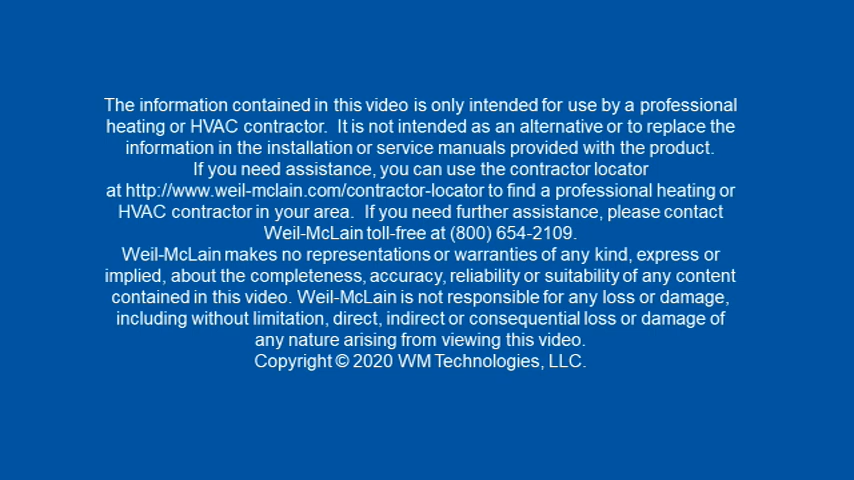 The information contained in this video is only intended for use by a professional
heating or HVAC contractor.  It is not intended as an alternative or to replace the
information in the installation or service manuals provided with the product.
If you need assistance, you can use the contractor locator
at http://www.weil-mclain.com/contractor-locator to find a professional heating or
HVAC contractor in your area.  If you need further assistance, please contact
Weil-McLain toll-free at (800) 654-2109.
Weil-McLain makes no representations or warranties of any kind, express or
implied, about the completeness, accuracy, reliability or suitability of any content
contained in this video. Weil-McLain is not responsible for any loss or damage,
including without limitation, direct, indirect or consequential loss or damage of
any nature arising from viewing this video.
Copyright © 2020 WM Technologies, LLC.